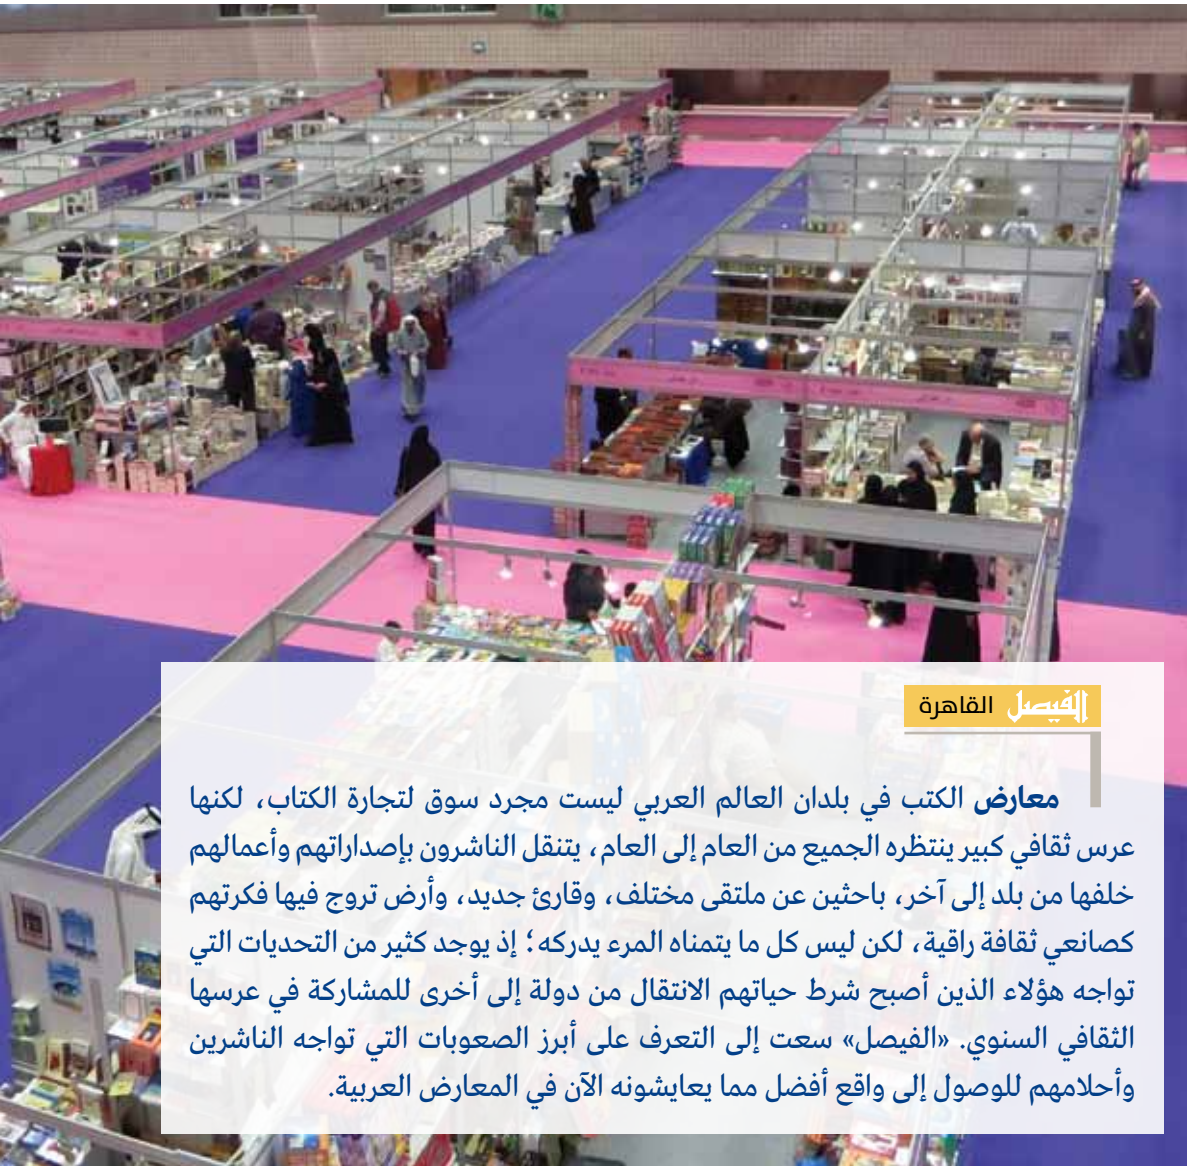 الفيصل القاهرة
معارض الكتب في بلدان العالم العربي ليست مجرد سوق لتجارة الكتاب، لكنها
عرس ثقافي كبير ينتظره الجميع من العام إلى العام، يتنقل الناشرون بإصداراتهم وأعمالهم
خلفها من بلد إلى آخر، باحثين عن ملتقى مختلف، وقارئ جديد، وأرض تروج فيها فكرتهم
كصانعي ثقافة راقية، لكن ليس كل ما يتمناه المرء يدركه؛ إذ يوجد كثير من التحديات التي
تواجه هؤلاء الذين أصبح شرط حياتهم الانتقال من دولة إلى أخرى للمشاركة في عرسها
الثقافي السنوي. «الفيصل» سعت إلى التعرف على أبرز الصعوبات التي تواجه الناشرين
وأحلامهم للوصول إلى واقع أفضل مما يعايشونه الآن في المعارض العربية.